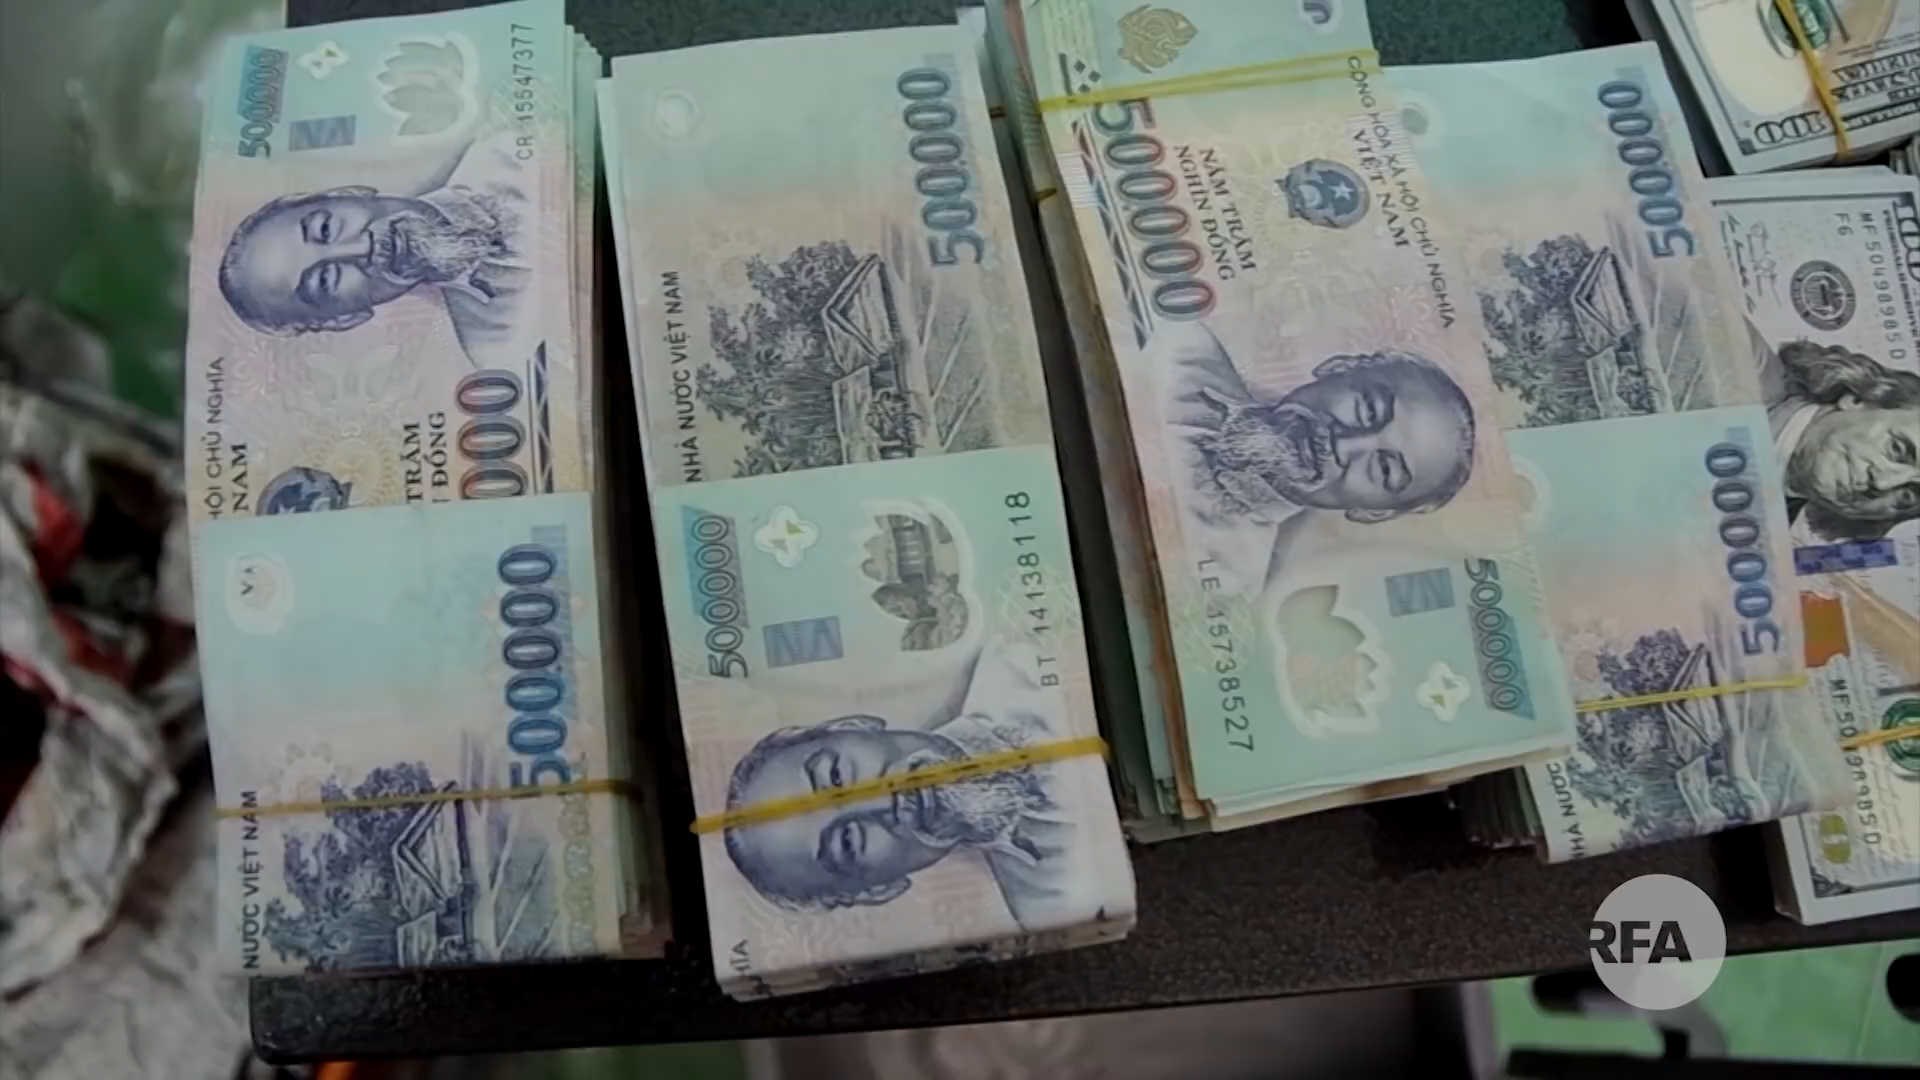 500000
CR 15547377
HỘI CHỦ NGHĨA
NAM
TRĂM
ĐỒNG
0000
500000
NƯỚC VIỆT NAM
500000
NHÀ NƯỚC VIỆT NAM
500000
BT 14138118
HĨA
CỘNG HÒA XÃ HỘI CHỦ NGHĨA
VIỆT NAM
NĂM TRĂM
NGHÌN ĐỒNG
500000
LE 15738527
500000
500000
500000
NHÀ NƯỚC
100
MF 50498985D
F6
RFA